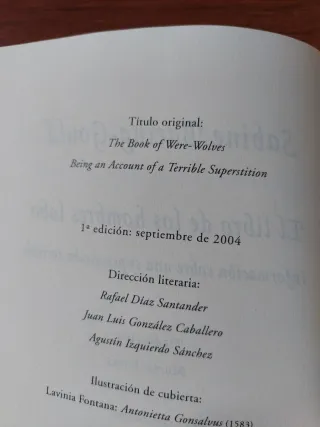 Título original:
The Book of Were-Wolves
Being an Account of a Terrible Superstition
1ª edición: septiembre de 2004
Dirección literaria:
Rafael Díaz Santander
Juan Luis González Caballero
Agustín Izquierdo Sánchez
Ilustración de cubierta:
Lavinia Fontana: Antonietta Gonsalvus (1583)